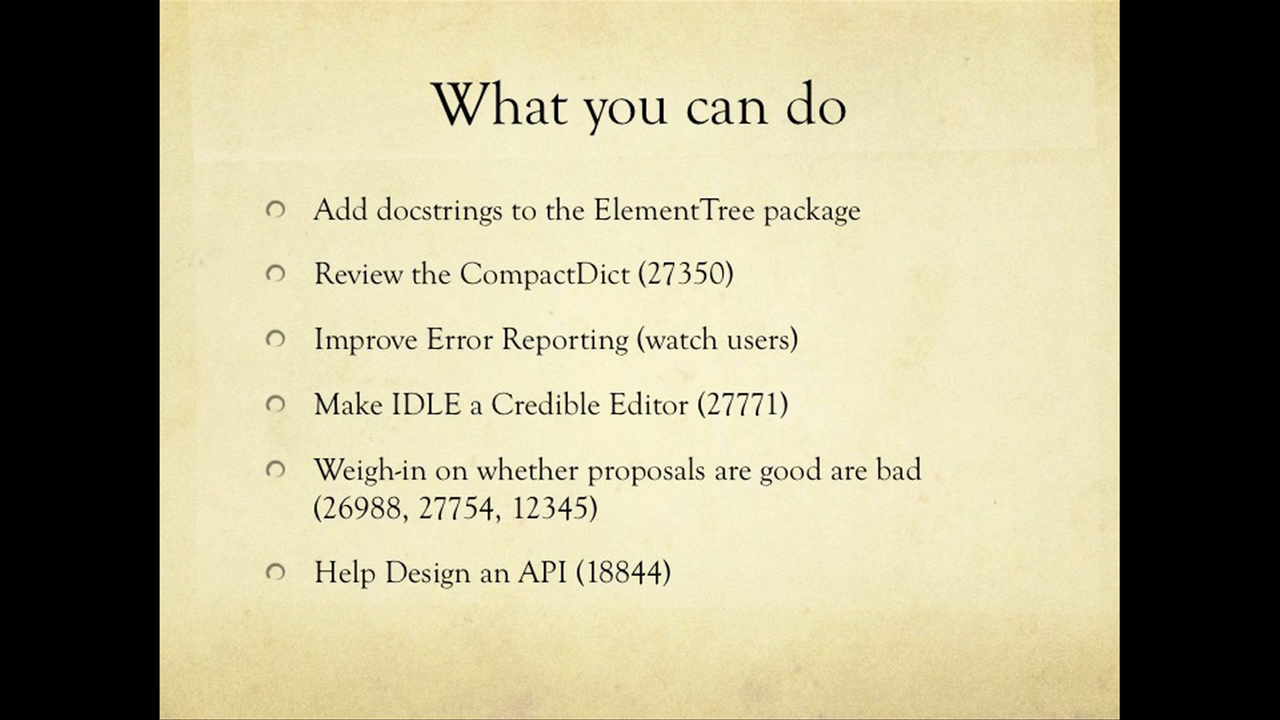 What you can do
Add docstrings to the ElementTree package
Review the CompactDict (27350)
Improve Error Reporting (watch users)
Make IDLE a Credible Editor (27771)
Weigh-in on whether proposals are good are bad
(26988, 27754, 12345)
Help Design an API (18844)